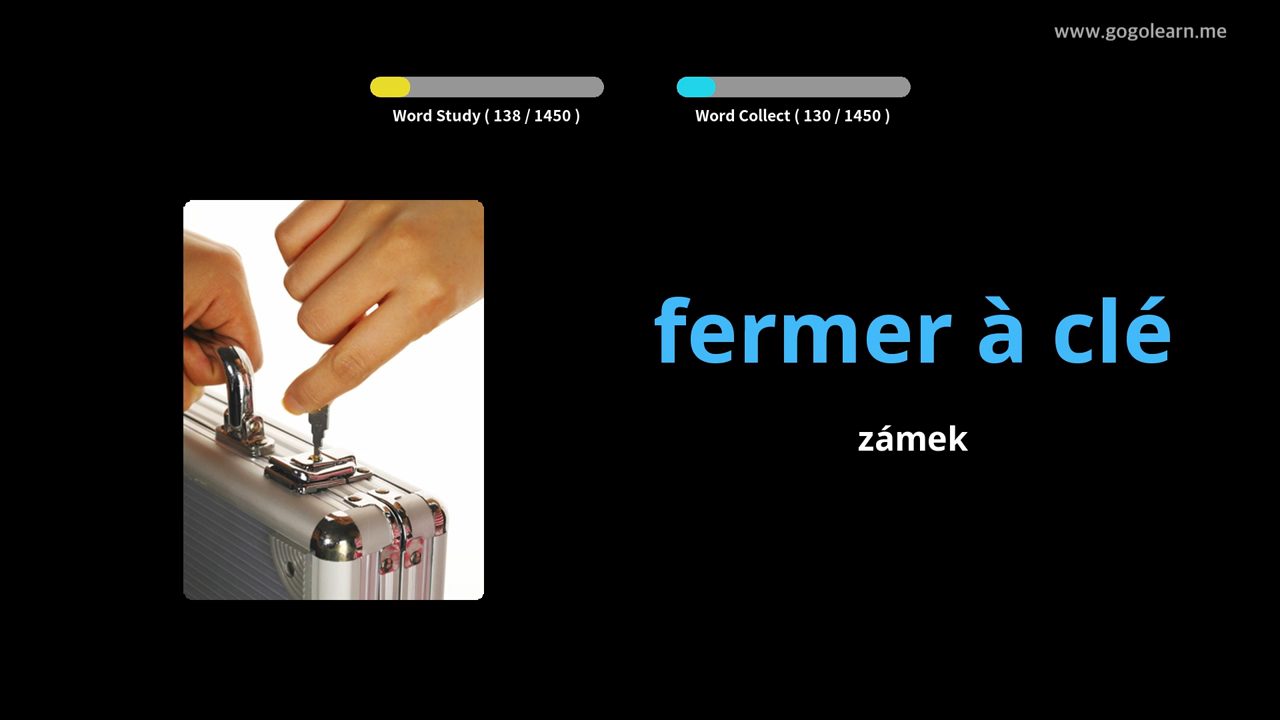 www.gogolearn.me
Word Study ( 138 / 1450 )
Word Collect ( 130 / 1450 )
fermer à clé
zámek